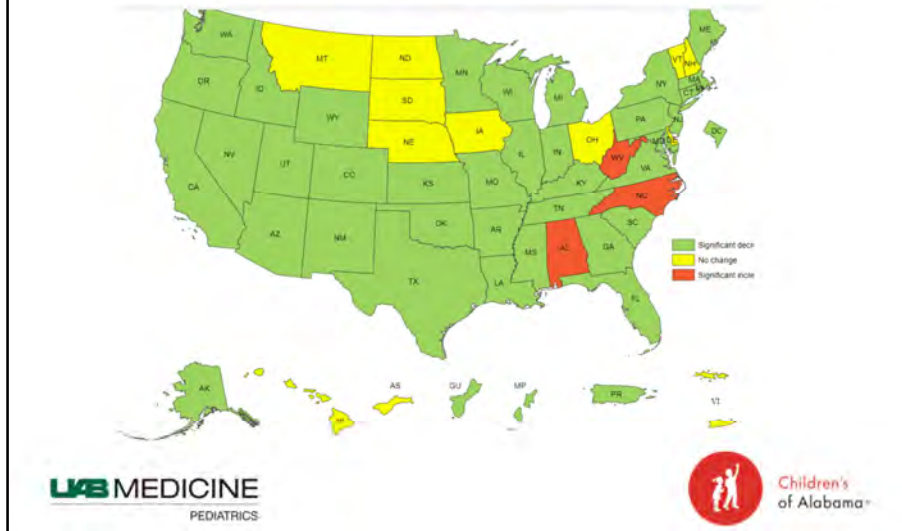 WA
MT
ND
MN
ME
OR
ID
WY
SD
WI
MI
VT
NH
NY
MA
CT
NV
UT
CO
NE
IA
IL
IN
OH
PA
NJ
MD
DE
DC
WV
VA
CA
KS
MO
KY
NC
AZ
NM
OK
AR
TN
SC
MS
AL
GA
TX
LA
FL
Significant decr
No change
Significant incre
AK
HI
AS
GU
MP
PR
VI
UAB MEDICINE
PEDIATRICS
Children's
of Alabama